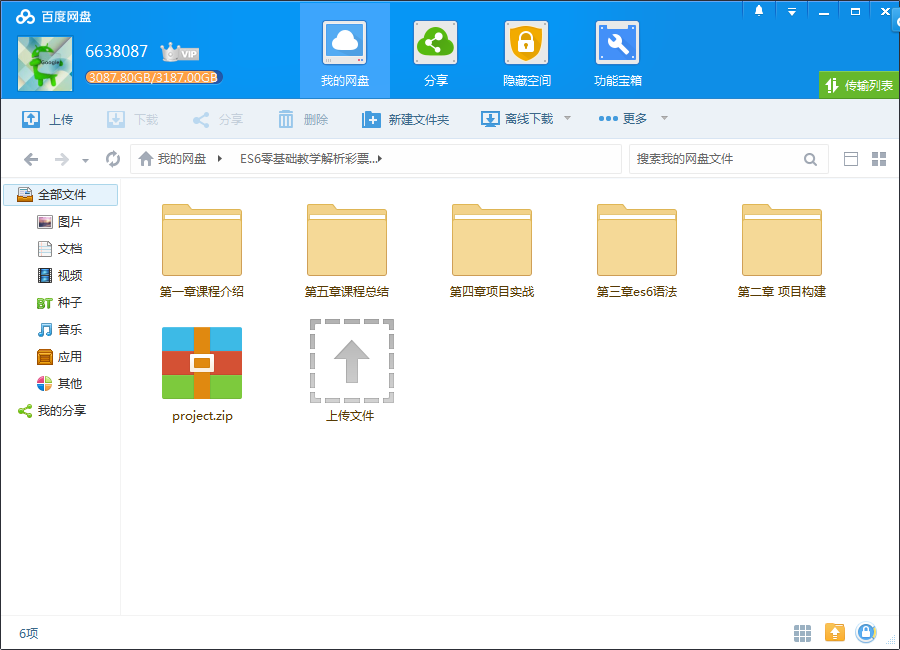 百度网盘
6638087 VIP
3087.80GB/3187.00GB
Google
我的网盘
分享
隐藏空间
功能宝箱
传输列表
上传
下载
分享
删除
新建文件夹
离线下载
更多
我的网盘
ES6零基础教学解析彩票...
搜索我的网盘文件
全部文件
图片
文档
视频
BT 种子
音乐
应用
其他
我的分享
第一章课程介绍
第五章课程总结
第四章项目实战
第三章es6语法
第二章 项目构建
project.zip
上传文件
6项